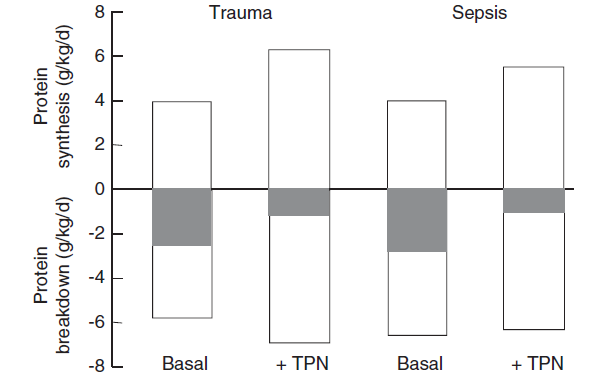 Trauma
Sepsis
Protein
synthesis (g/kg/d)
Protein
breakdown (g/kg/d)
8
6
4
2
0
-2
-4
-6
-8
Basal
+ TPN
Basal
+ TPN